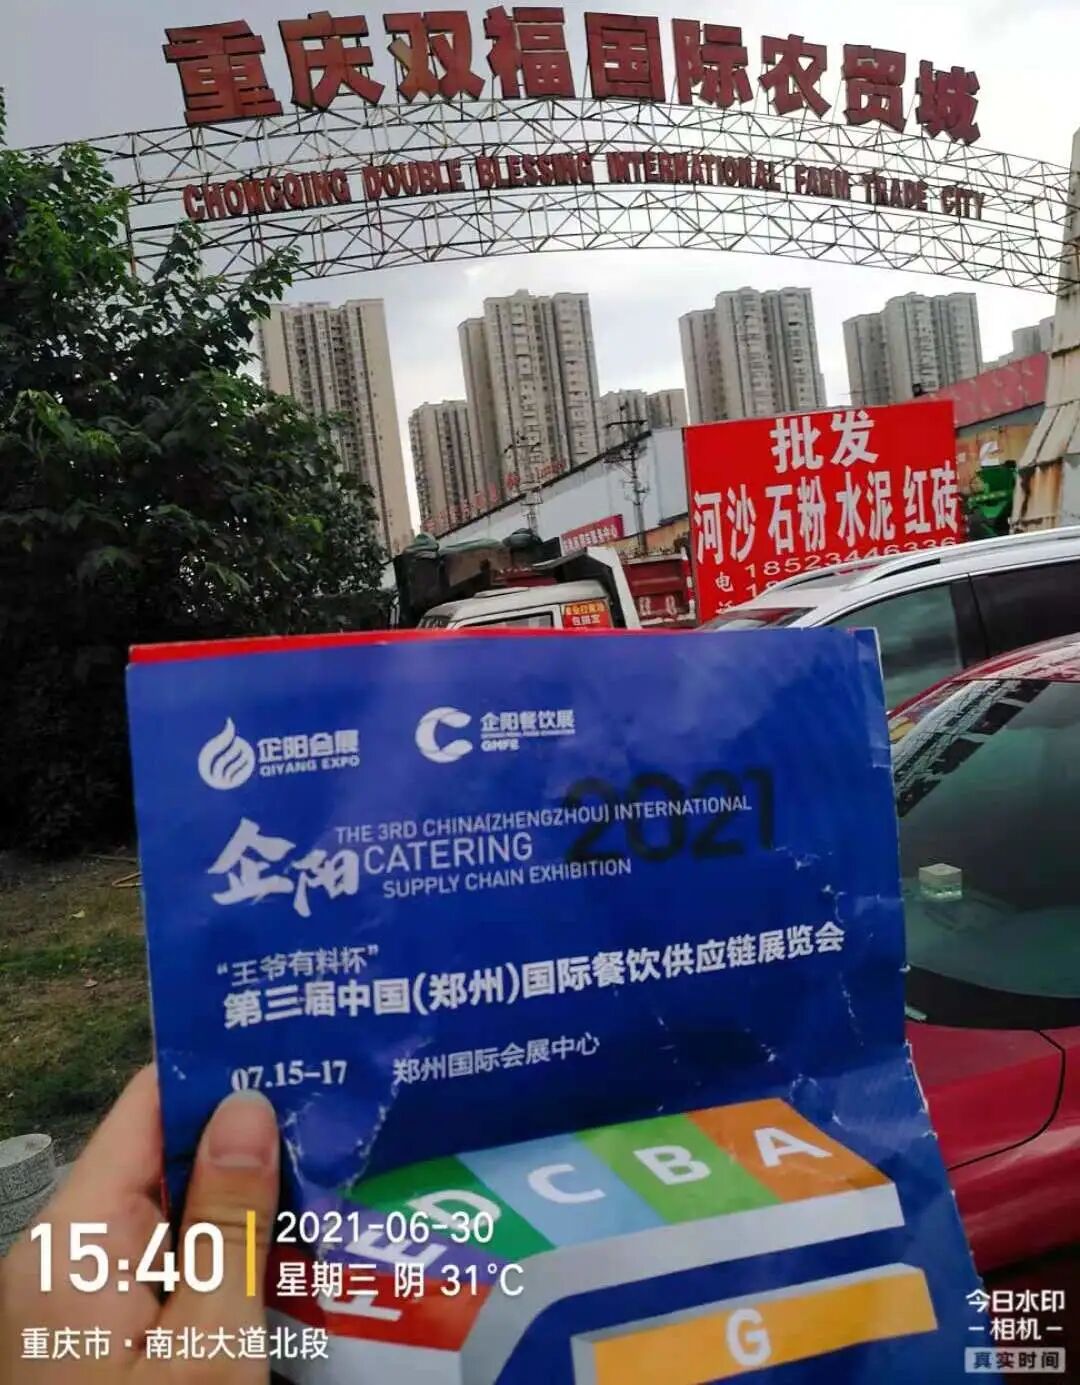 重庆双福国际农贸城
CHONGQING DOUBLE BLESSING INTERNATIONAL FARM TRADE CITY
批发
河沙 石粉 水泥 红砖
电 18523446336
企阳会展
QIYANG EXPO
企阳餐饮展
2021
THE 3RD CHINA(ZHENGZHOU) INTERNATIONAL
企阳 CATERING
SUPPLY CHAIN EXHIBITION
“王爷有料杯”
第三届中国(郑州)国际餐饮供应链展览会
07.15-17 郑州国际会展中心
F E D C B A
G
15:40
2021-06-30
星期三 阴 31°C
重庆市·南北大道北段
今日水印
-相机-
真实时间